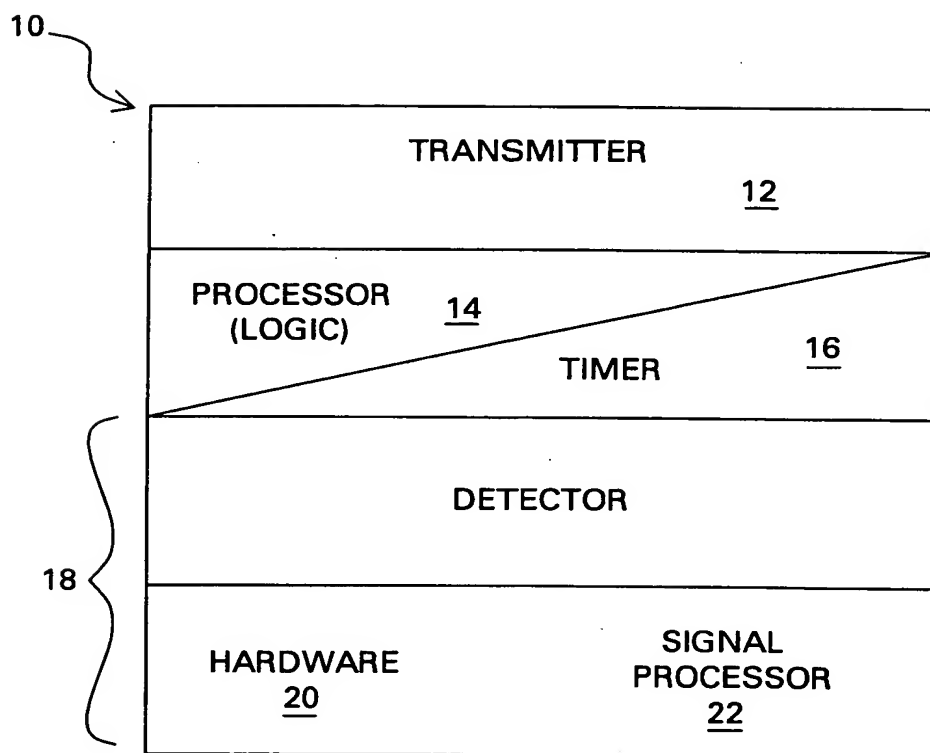 10
TRANSMITTER
12
PROCESSOR
(LOGIC)
14
TIMER
16
18
DETECTOR
HARDWARE
20
SIGNAL
PROCESSOR
22